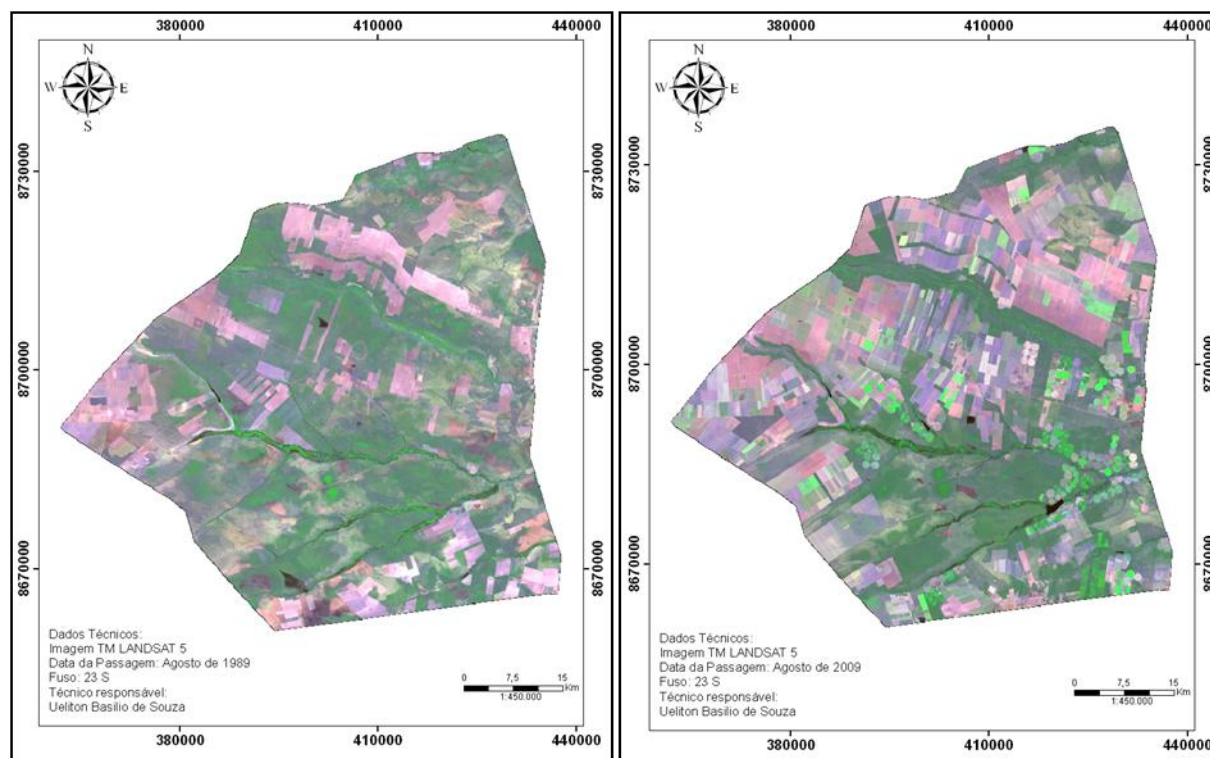 380000 410000 440000
N
W E
S
8730000
8700000
8670000
8730000
8700000
8670000
Dados Técnicos:
Imagem TM LANDSAT 5
Data da Passagem: Agosto de 1989
Fuso: 23 S
Técnico responsável:
Ueliton Basilio de Souza
0 7,5 15
Km
1:450.000
380000 410000 440000
380000 410000 440000
N
W E
S
8730000
8700000
8670000
8730000
8700000
8670000
Dados Técnicos:
Imagem TM LANDSAT 5
Data da Passagem: Agosto de 2009
Fuso: 23 S
Técnico responsável:
Ueliton Basilio de Souza
0 7,5 15
Km
1:450.000
380000 410000 440000